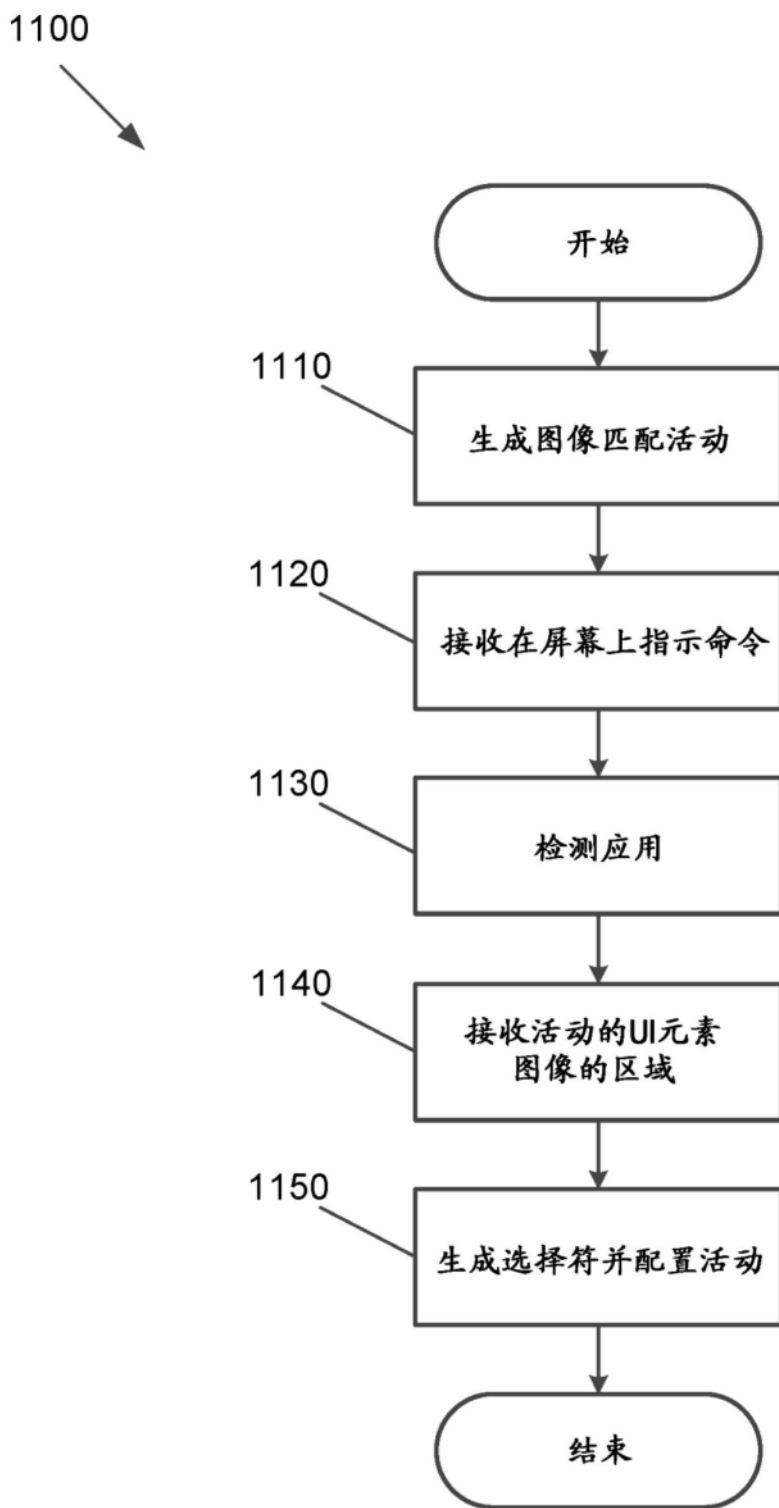 1100
开始
1110
生成图像匹配活动
1120
接收在屏幕上指示命令
1130
检测应用
1140
接收活动的UI元素
图像的区域
1150
生成选择符并配置活动
结束